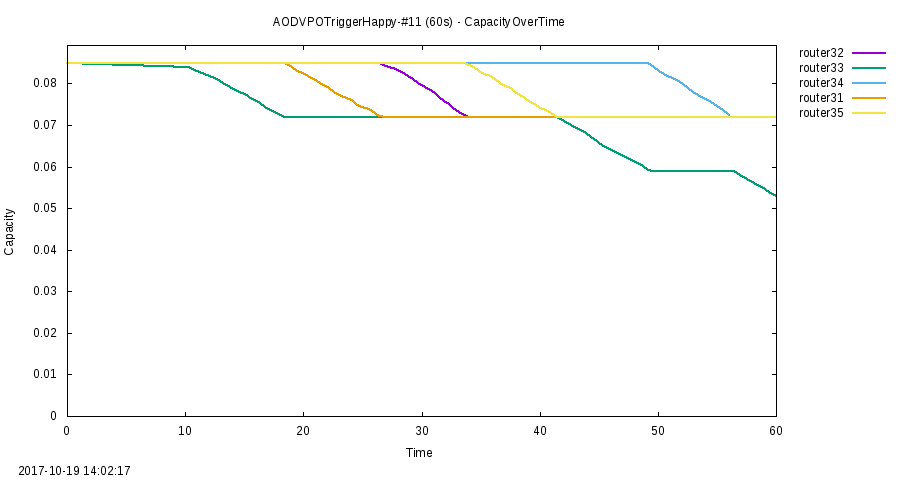 AODVPOTriggerHappy-#11 (60s) - CapacityOverTime
router32
router33
router34
router31
router35
0.08
0.07
0.06
0.05
0.04
0.03
0.02
0.01
0
Capacity
0 10 20 30 40 50 60
Time
2017-10-19 14:02:17